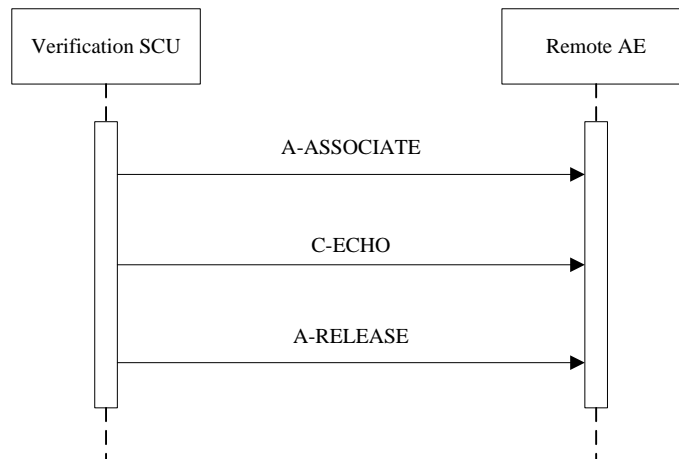 Verification SCU
Remote AE
A-ASSOCIATE
C-ECHO
A-RELEASE